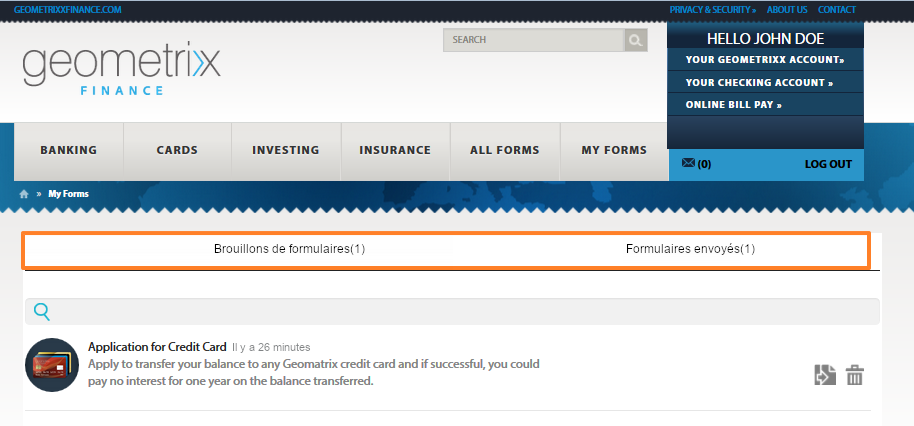 GEOMETRIXXFINANCE.COM
PRIVACY & SECURITY » ABOUT US CONTACT
geometrixx
FINANCE
SEARCH
HELLO JOHN DOE
YOUR GEOMETRIXX ACCOUNT»
YOUR CHECKING ACCOUNT »
ONLINE BILL PAY »
(0) LOG OUT
BANKING CARDS INVESTING INSURANCE ALL FORMS MY FORMS
» My Forms
Brouillons de formulaires(1) Formulaires envoyés(1)
Application for Credit Card Il y a 26 minutes
Apply to transfer your balance to any Geomatrix credit card and if successful, you could
pay no interest for one year on the balance transferred.